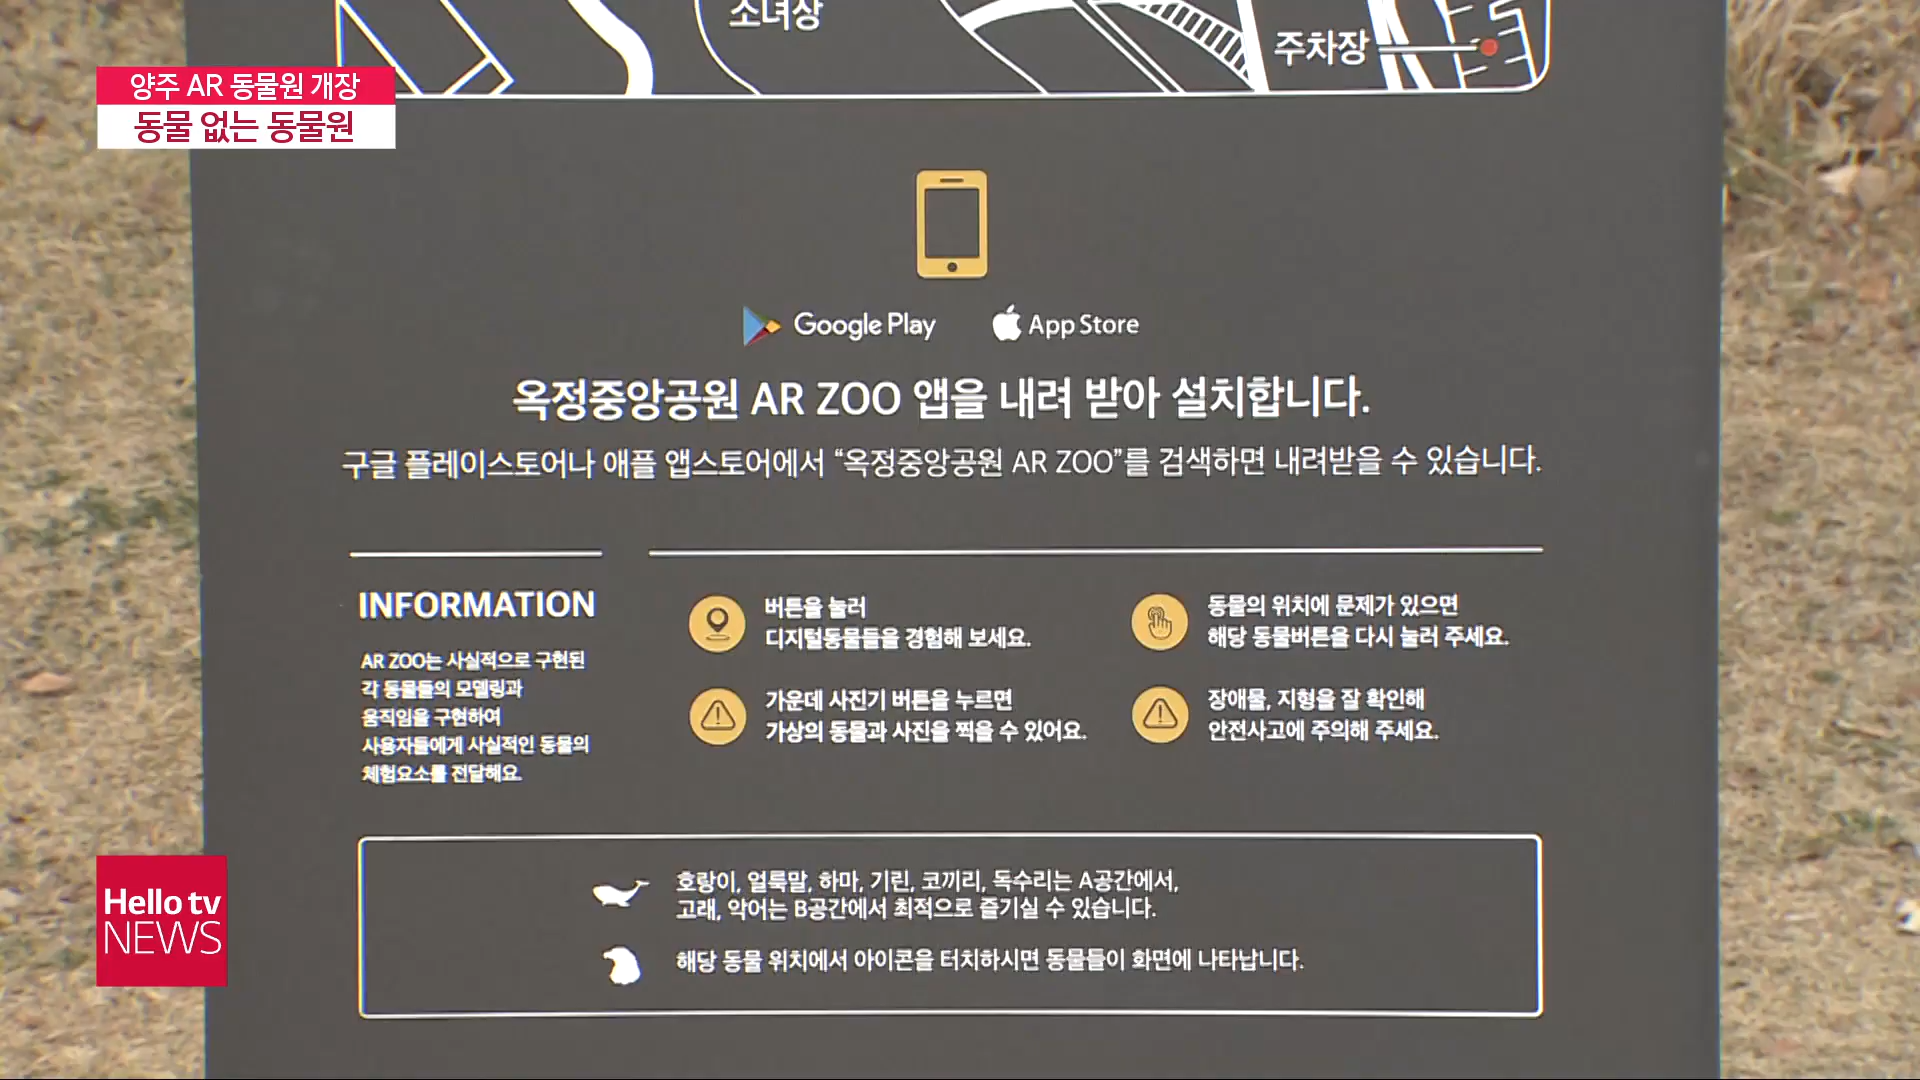 소녀상
주차장
양주 AR 동물원 개장
동물 없는 동물원
Google Play
App Store
옥정중앙공원 AR ZOO 앱을 내려 받아 설치합니다.
구글 플레이스토어나 애플 앱스토어에서 “옥정중앙공원 AR ZOO”를 검색하면 내려받을 수 있습니다.
INFORMATION
AR ZOO는 사실적으로 구현된
각 동물들의 모델링과
움직임을 구현하여
사용자들에게 사실적인 동물의
체험요소를 전달해요.
버튼을 눌러
디지털동물들을 경험해 보세요.
동물의 위치에 문제가 있으면
해당 동물버튼을 다시 눌러 주세요.
가운데 사진기 버튼을 누르면
가상의 동물과 사진을 찍을 수 있어요.
장애물, 지형을 잘 확인해
안전사고에 주의해 주세요.
호랑이, 얼룩말, 하마, 기린, 코끼리, 독수리는 A공간에서,
고래, 악어는 B공간에서 최적으로 즐기실 수 있습니다.
해당 동물 위치에서 아이콘을 터치하시면 동물들이 화면에 나타납니다.
Hello tv
NEWS